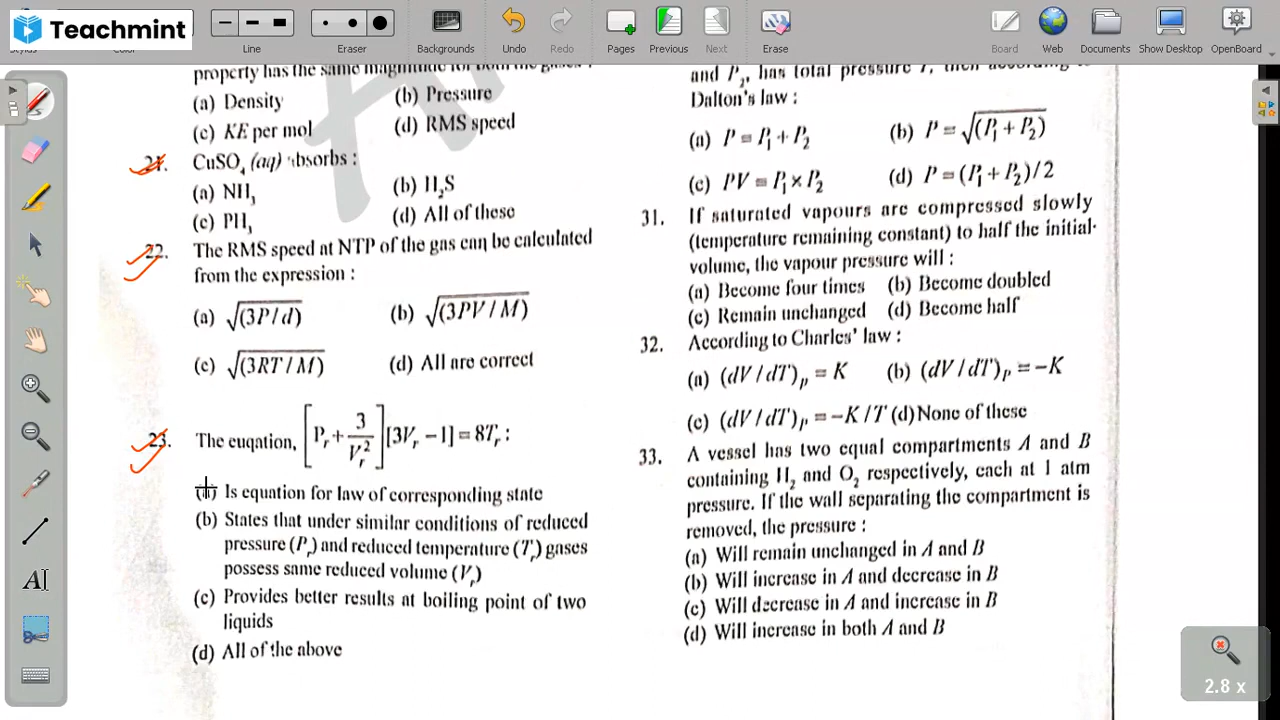 Teachmint
Line
Eraser
Backgrounds
Undo
Redo
Pages
Previous
Next
Erase
Board
Web
Documents
Show Desktop
OpenBoard
property has the same magnitude for both the gases ?
(a) Density
(b) Pressure
(c) KE per mol
(d) RMS speed
21. CuSO₄ (aq) absorbs :
(a) NH₃
(b) H₂S
(c) PH₃
(d) All of these
22. The RMS speed at NTP of the gas can be calculated
from the expression :
(a) √(3P/d)
(b) √(3PV/M)
(c) √(3RT/M)
(d) All are correct
23. The euqation, [Pᵣ + 3/Vᵣ²][3Vᵣ − 1] = 8Tᵣ :
(a) Is equation for law of corresponding state
(b) States that under similar conditions of reduced
pressure (Pᵣ) and reduced temperature (Tᵣ) gases
possess same reduced volume (Vᵣ)
(c) Provides better results at boiling point of two
liquids
(d) All of the above
and P₂, has total pressure P, then according to
Dalton's law :
(a) P = P₁ + P₂
(b) P = √(P₁ + P₂)
(c) PV = P₁ × P₂
(d) P = (P₁ + P₂)/2
31. If saturated vapours are compressed slowly
(temperature remaining constant) to half the initial
volume, the vapour pressure will :
(a) Become four times
(b) Become doubled
(c) Remain unchanged
(d) Become half
32. According to Charles' law :
(a) (dV/dT)ₚ = K
(b) (dV/dT)ₚ = −K
(c) (dV/dT)ₚ = −K/T
(d) None of these
33. A vessel has two equal compartments A and B
containing H₂ and O₂ respectively, each at 1 atm
pressure. If the wall separating the compartment is
removed, the pressure :
(a) Will remain unchanged in A and B
(b) Will increase in A and decrease in B
(c) Will decrease in A and increase in B
(d) Will increase in both A and B
2.8 x